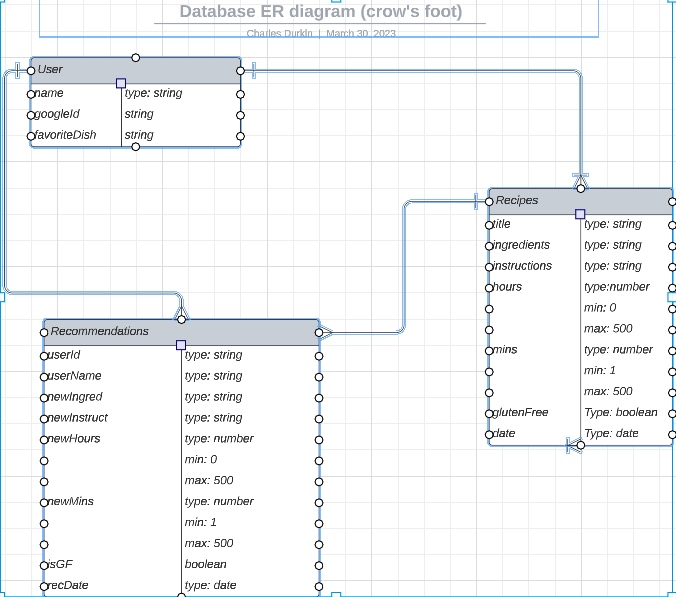 Database ER diagram (crow's foot)
Charles Durkin | March 30, 2023
User
name type: string
googleId string
favoriteDish string
Recipes
title type: string
ingredients type: string
instructions type: string
hours type:number
min: 0
max: 500
mins type: number
min: 1
max: 500
glutenFree Type: boolean
date Type: date
Recommendations
userId type: string
userName type: string
newIngred type: string
newInstruct type: string
newHours type: number
min: 0
max: 500
newMins type: number
min: 1
max: 500
isGF boolean
recDate type: date